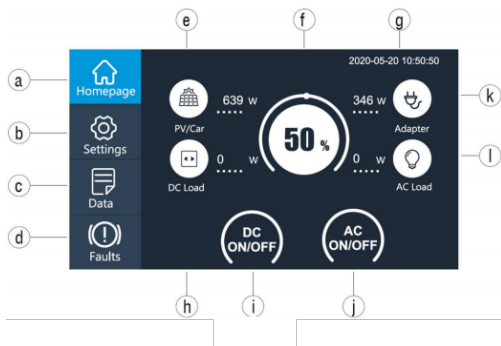 e
f
g
2020-05-20 10:50:50
a
Homepage
639 w
346 w
k
PV/Car
Adapter
b
Settings
50 %
0 w
0 w
l
DC Load
AC Load
c
Data
d
Faults
DC
ON/OFF
AC
ON/OFF
h
i
j